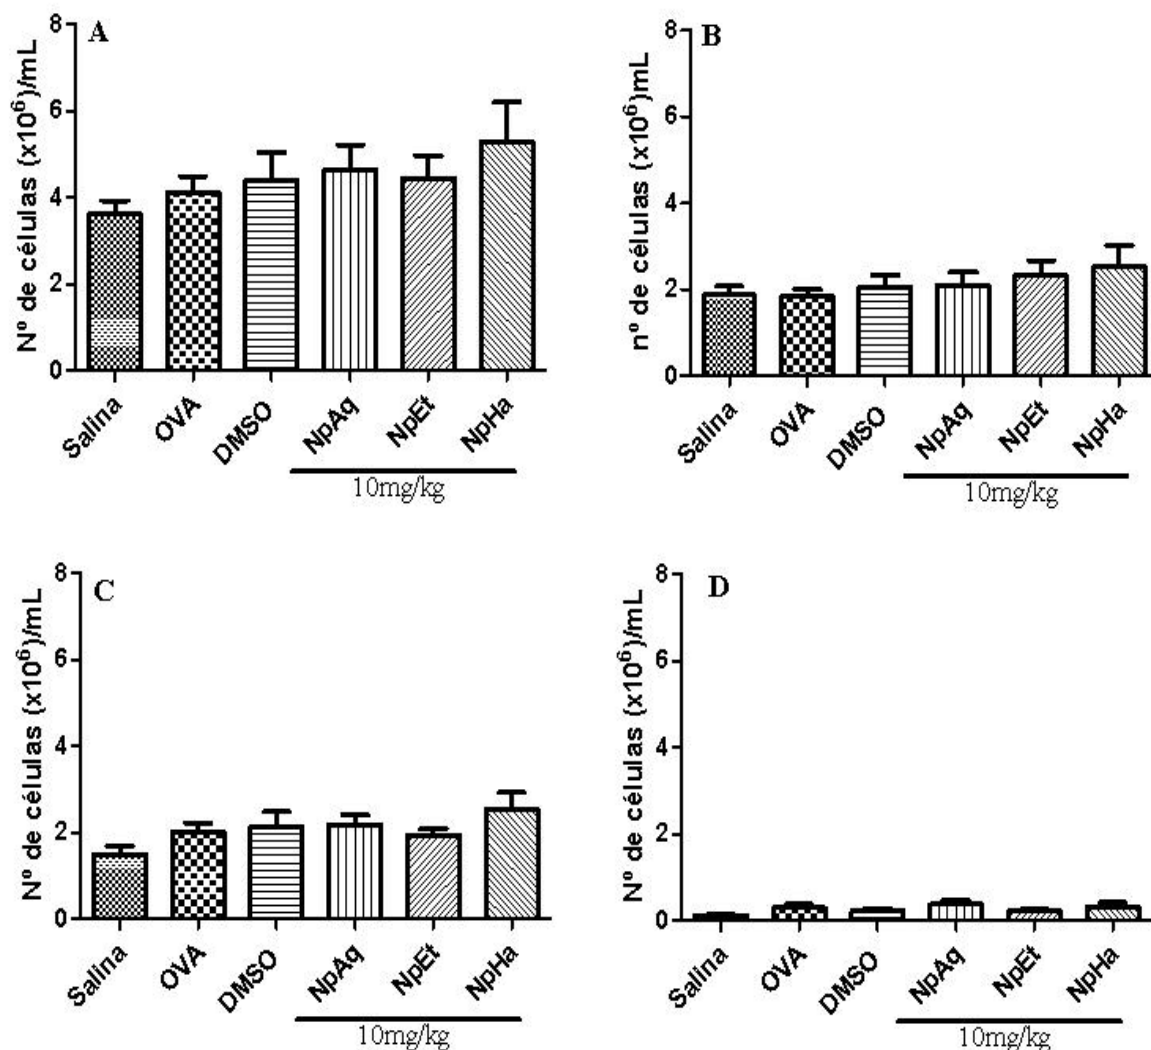 A
Nº de células (x10⁶)/mL
8
6
4
2
0
Salina
OVA
DMSO
NpAq
NpEt
NpHa
10mg/kg
B
nº de células (x10⁶)mL
8
6
4
2
0
Salina
OVA
DMSO
NpAq
NpEt
NpHa
10mg/kg
C
Nº de células (x10⁶)/mL
8
6
4
2
0
Salina
OVA
DMSO
NpAq
NpEt
NpHa
10mg/kg
D
Nº de células (x10⁶)/mL
8
6
4
2
0
Salina
OVA
DMSO
NpAq
NpEt
NpHa
10mg/kg